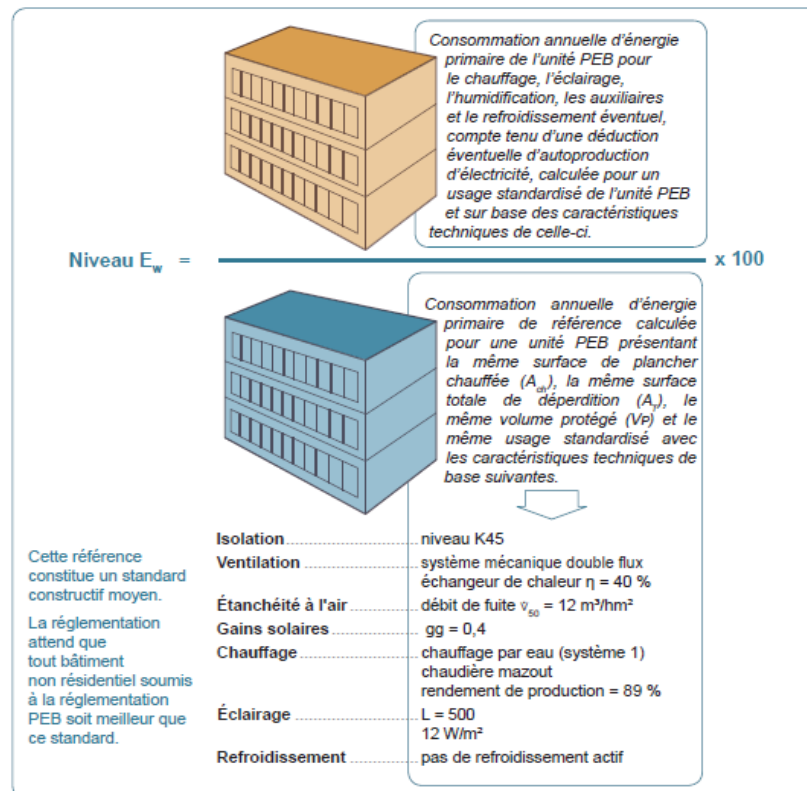 Consommation annuelle d'énergie
primaire de l'unité PEB pour
le chauffage, l'éclairage,
l'humidification, les auxiliaires
et le refroidissement éventuel,
compte tenu d'une déduction
éventuelle d'autoproduction
d'électricité, calculée pour un
usage standardisé de l'unité PEB
et sur base des caractéristiques
techniques de celle-ci.
Niveau Ew =
x 100
Consommation annuelle d'énergie
primaire de référence calculée
pour une unité PEB présentant
la même surface de plancher
chauffée (Ach), la même surface
totale de déperdition (AT), le
même volume protégé (VP) et le
même usage standardisé avec
les caractéristiques techniques de
base suivantes.
Cette référence
constitue un standard
constructif moyen.
La réglementation
attend que
tout bâtiment
non résidentiel soumis
à la réglementation
PEB soit meilleur que
ce standard.
Isolation niveau K45
Ventilation système mécanique double flux
échangeur de chaleur η = 40 %
Étanchéité à l'air débit de fuite v̇50 = 12 m³/hm²
Gains solaires gg = 0,4
Chauffage chauffage par eau (système 1)
chaudière mazout
rendement de production = 89 %
Éclairage L = 500
12 W/m²
Refroidissement pas de refroidissement actif